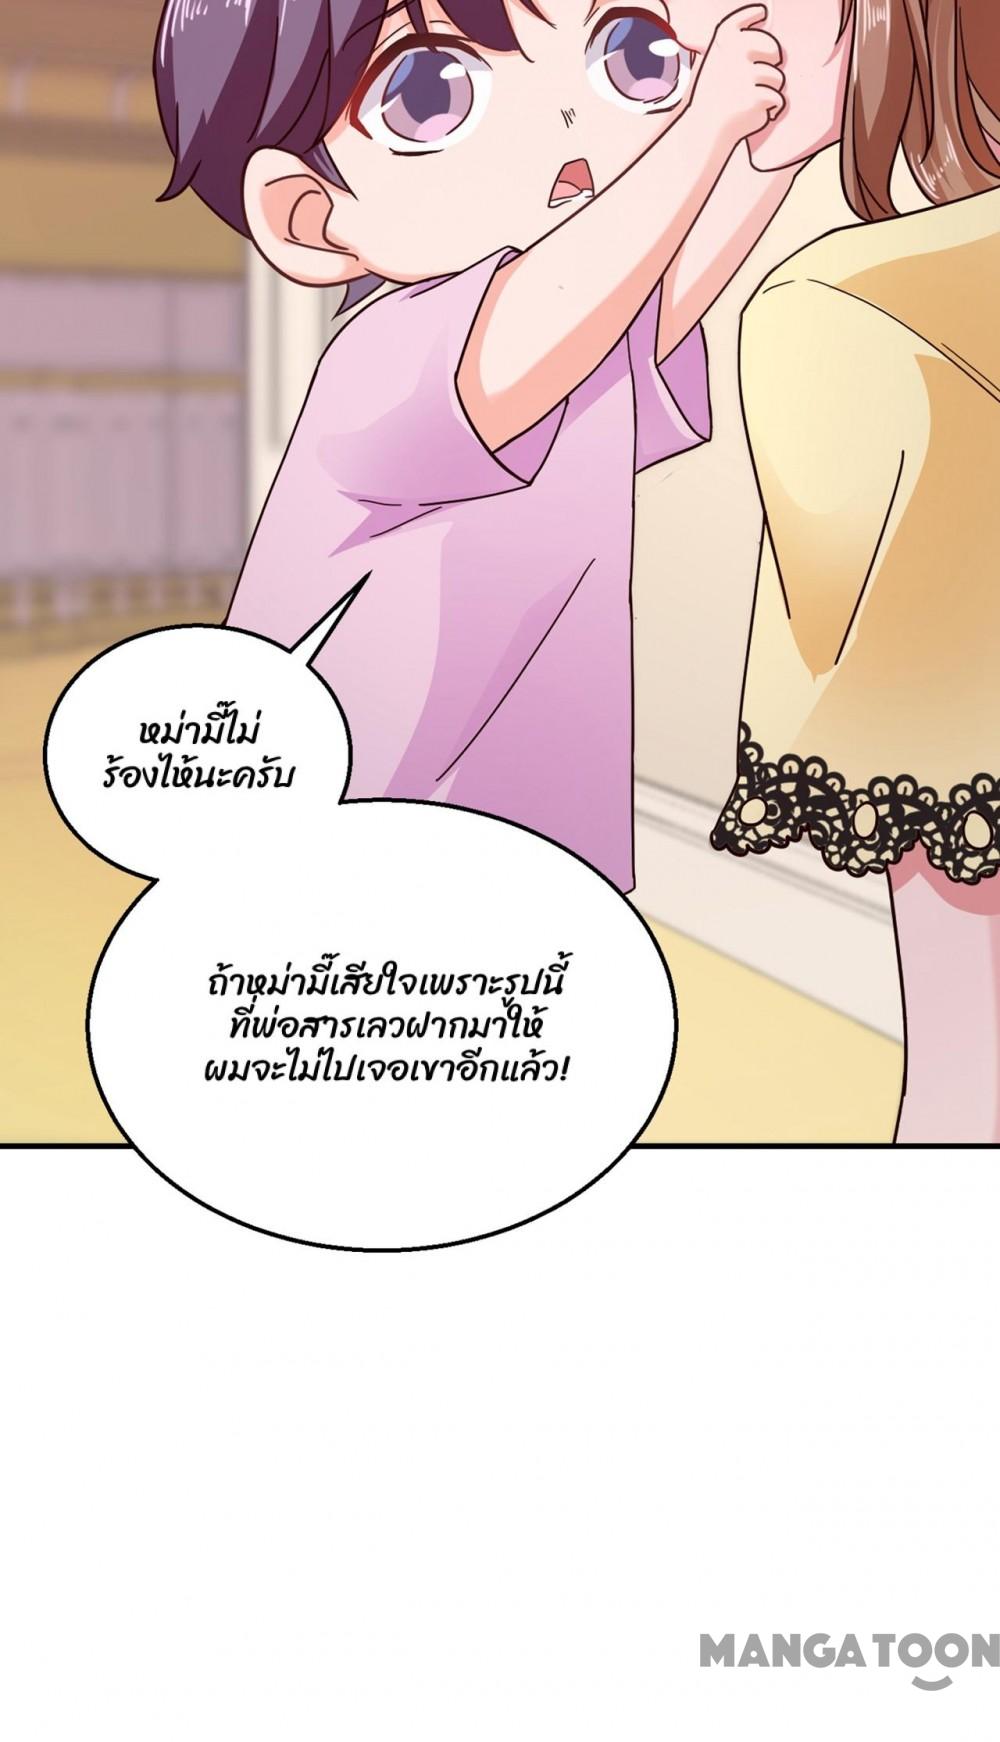 หม่ามี๊ไม่
ร้องไห้นะครับ
ถ้าหม่ามี๊เสียใจเพราะรูปนี้
ที่พ่อสารเลวฝากมาให้
ผมจะไม่ไปเจอเขาอีกแล้ว!
MANGATOON